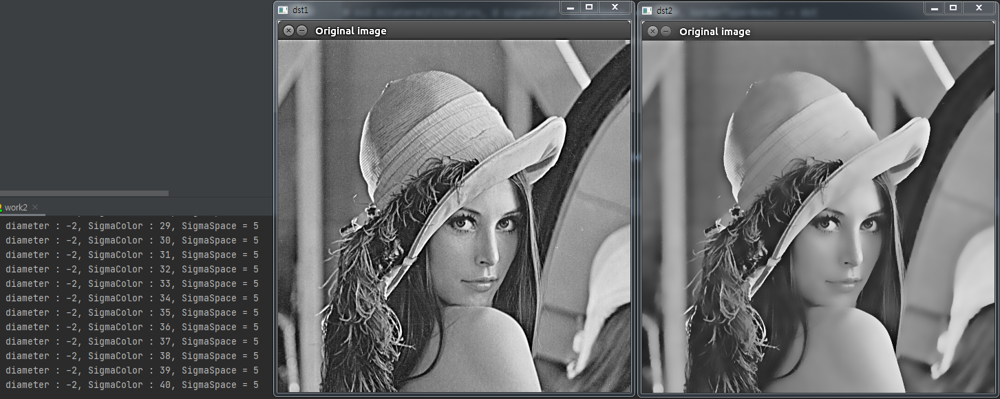 dst1
Original image
dst2
Original image
work2
diameter : -2, SigmaColor : 29, SigmaSpace = 5
diameter : -2, SigmaColor : 30, SigmaSpace = 5
diameter : -2, SigmaColor : 31, SigmaSpace = 5
diameter : -2, SigmaColor : 32, SigmaSpace = 5
diameter : -2, SigmaColor : 33, SigmaSpace = 5
diameter : -2, SigmaColor : 34, SigmaSpace = 5
diameter : -2, SigmaColor : 35, SigmaSpace = 5
diameter : -2, SigmaColor : 36, SigmaSpace = 5
diameter : -2, SigmaColor : 37, SigmaSpace = 5
diameter : -2, SigmaColor : 38, SigmaSpace = 5
diameter : -2, SigmaColor : 39, SigmaSpace = 5
diameter : -2, SigmaColor : 40, SigmaSpace = 5